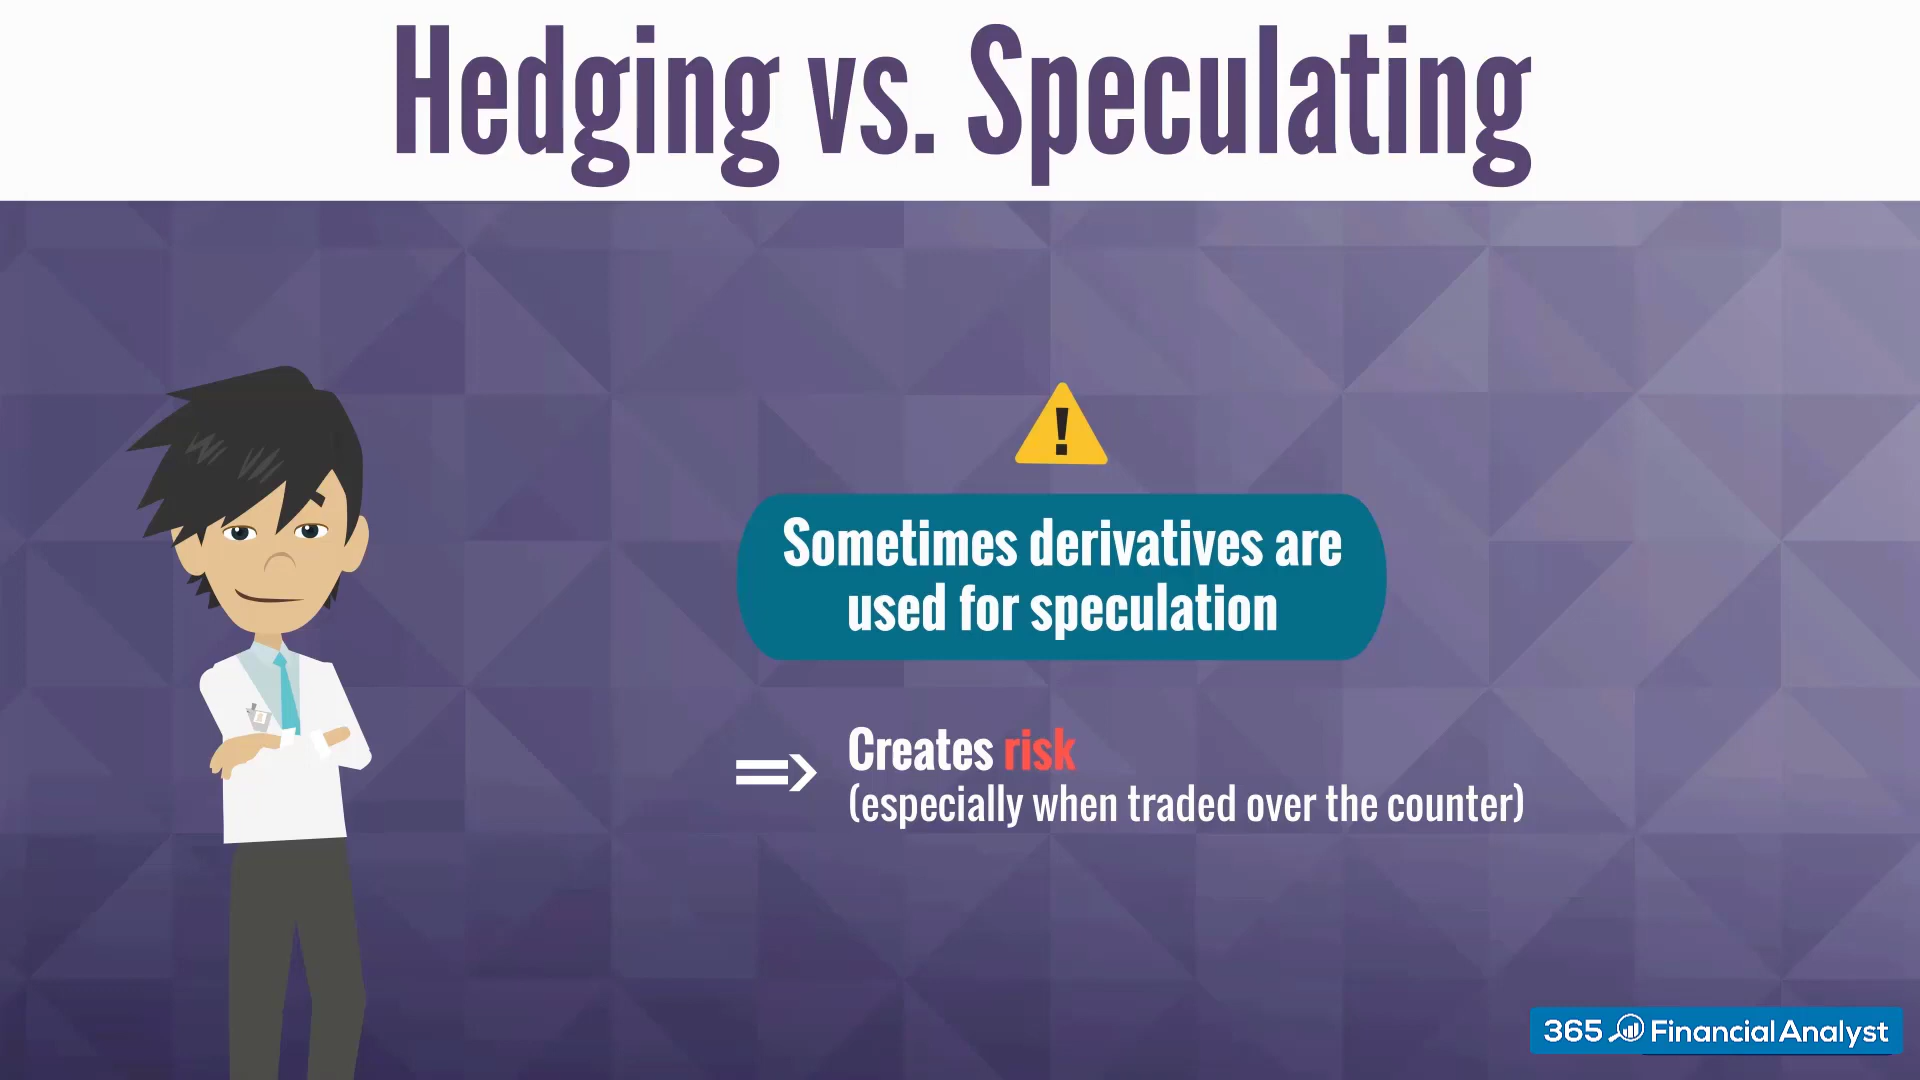 Hedging vs. Speculating
!
Sometimes derivatives are
used for speculation
Creates risk
(especially when traded over the counter)
365 Financial Analyst